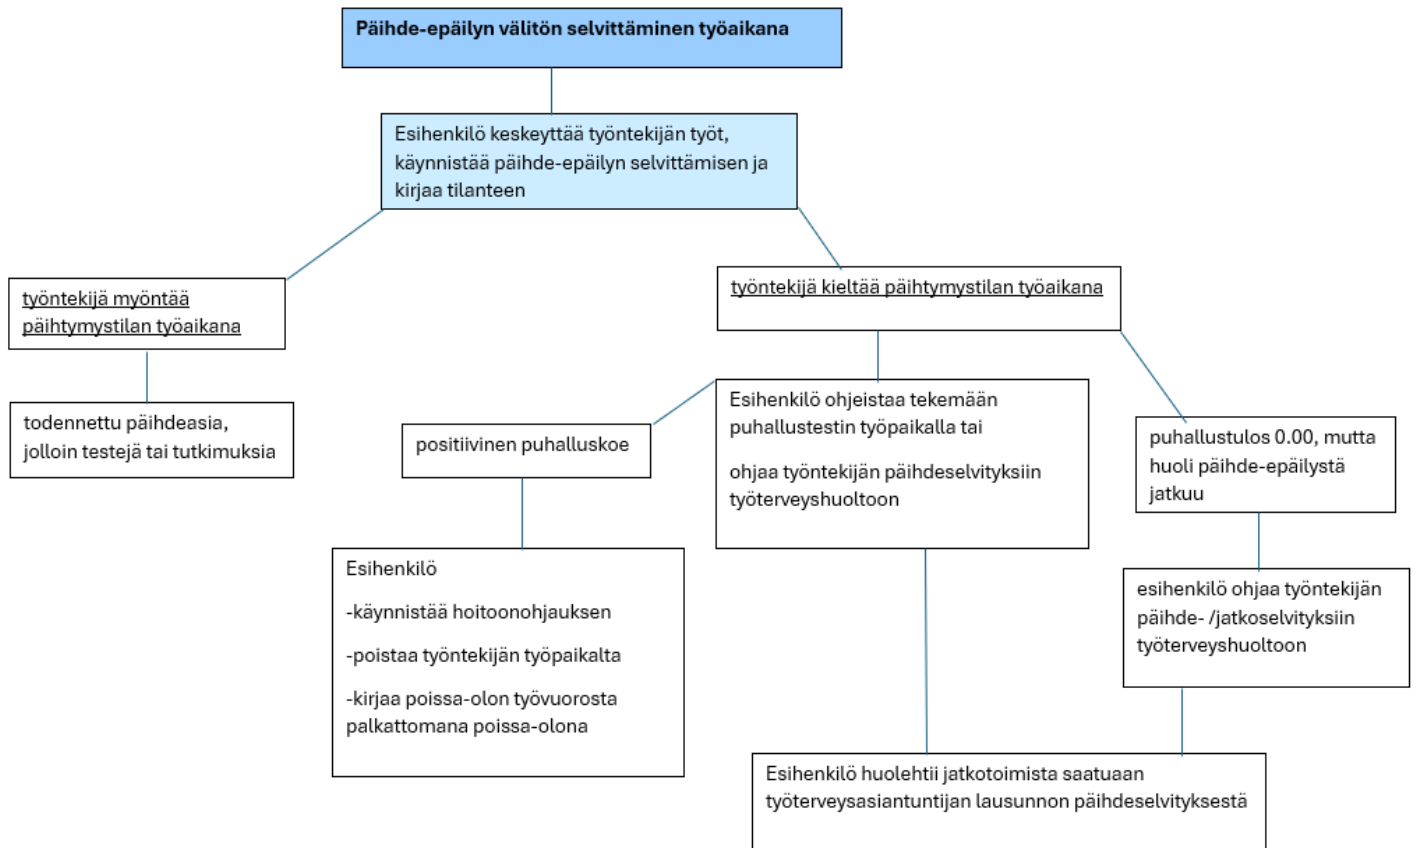 Päihde-epäilyn välitön selvittäminen työaikana
Esihenkilö keskeyttää työntekijän työt,
käynnistää päihde-epäilyn selvittämisen ja
kirjaa tilanteen
työntekijä myöntää
päihtymystilan työaikana
työntekijä kieltää päihtymystilan työaikana
todennettu päihdeasia,
jolloin testejä tai tutkimuksia
positiivinen puhalluskoe
Esihenkilö ohjeistaa tekemään
puhallustestin työpaikalla tai
ohjaa työntekijän päihdeselvityksiin
työterveyshuoltoon
puhallustulos 0.00, mutta
huoli päihde-epäilystä
jatkuu
Esihenkilö
-käynnistää hoitoonohjauksen
-poistaa työntekijän työpaikalta
-kirjaa poissa-olon työvuorosta
palkattomana poissa-olona
esihenkilö ohjaa työntekijän
päihde- /jatkoselvityksiin
työterveyshuoltoon
Esihenkilö huolehtii jatkotoimista saatuaan
työterveysasiantuntijan lausunnon päihdeselvityksestä